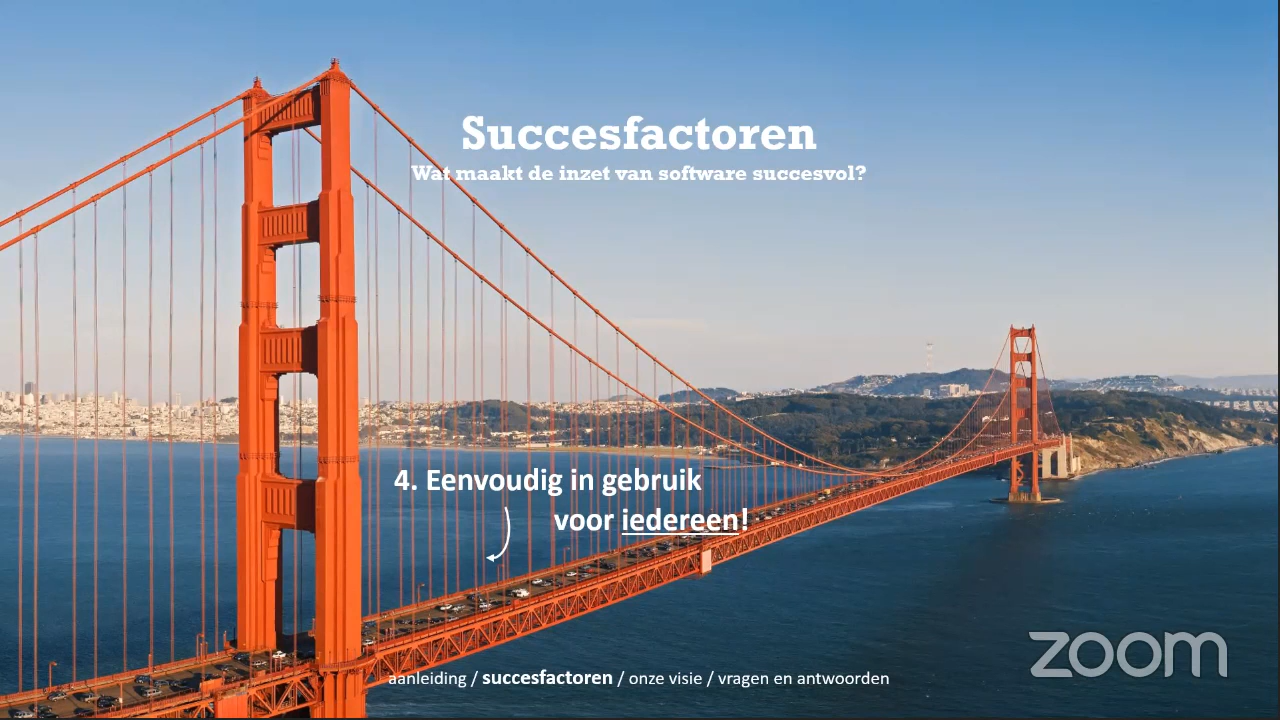 Succesfactoren
Wat maakt de inzet van software succesvol?
4. Eenvoudig in gebruik
voor iedereen!
zoom
aanleiding / succesfactoren / onze visie / vragen en antwoorden